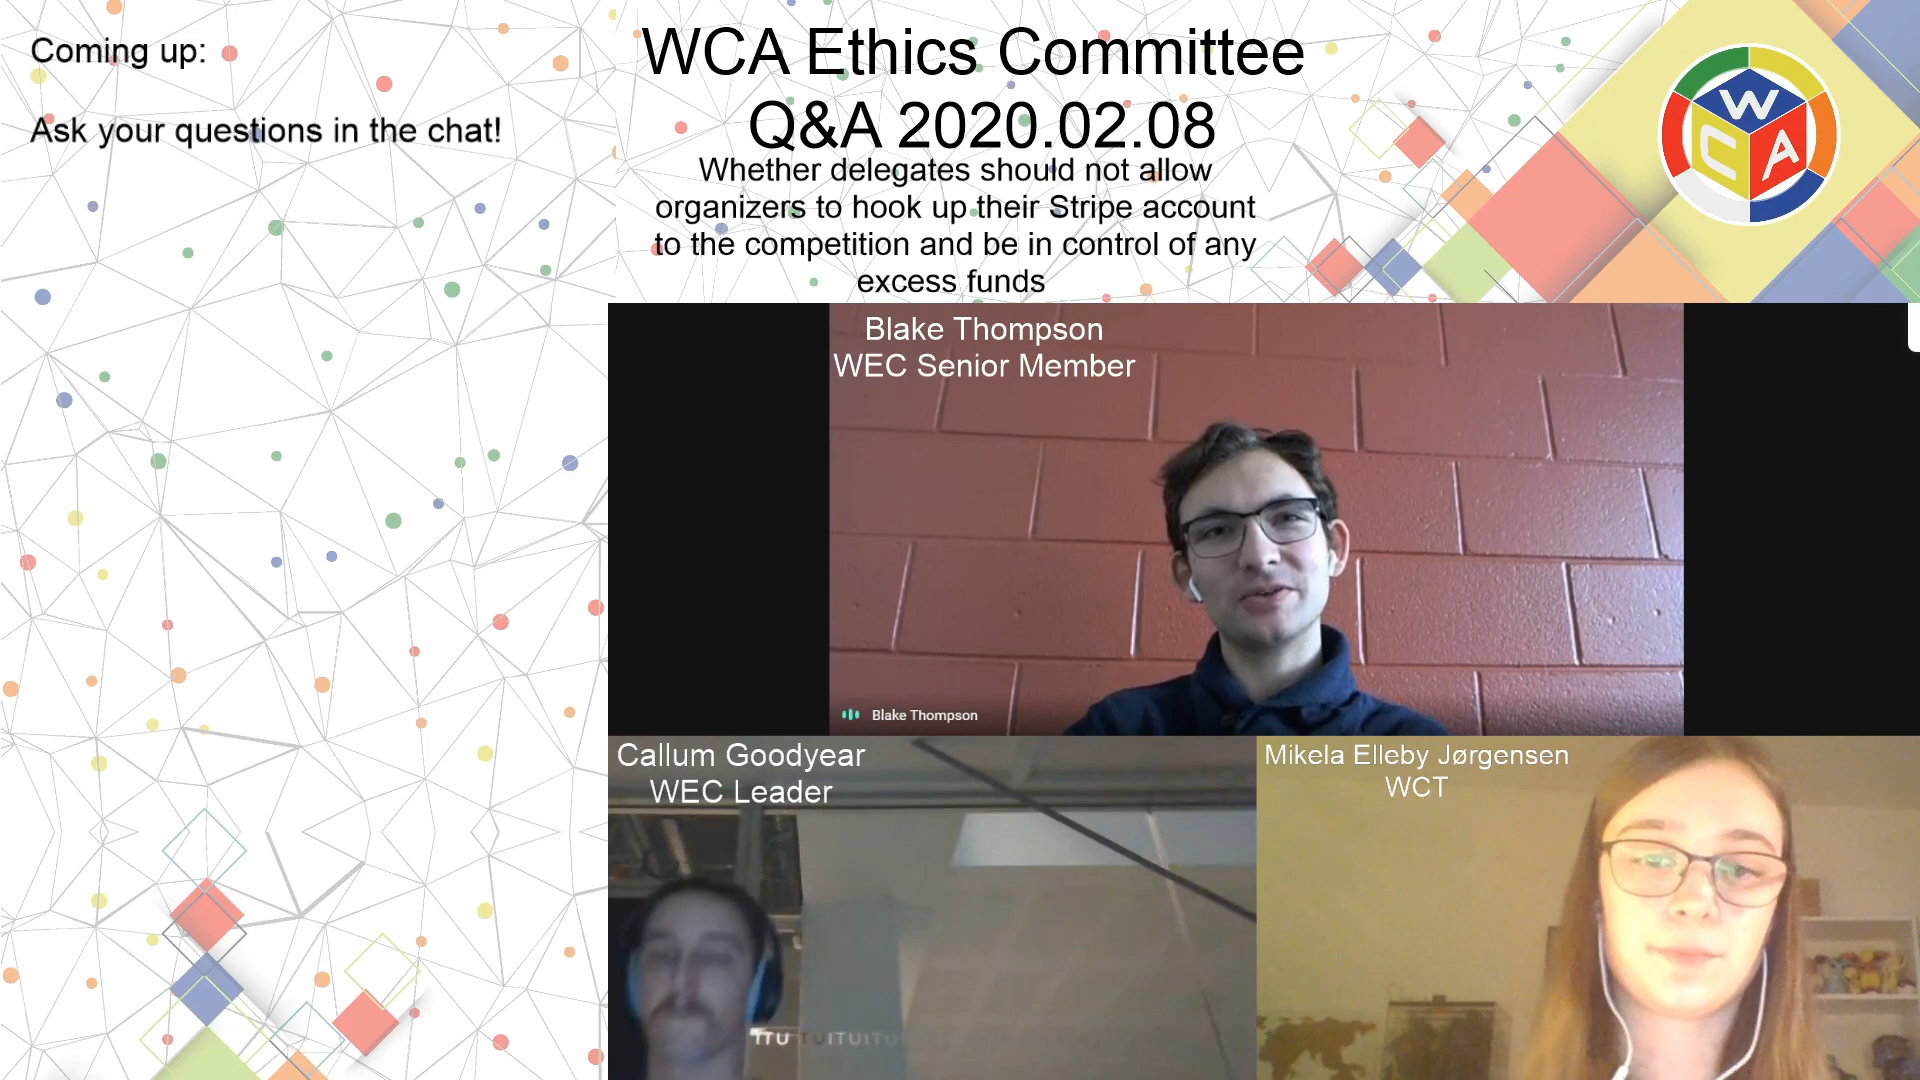 Coming up:
Ask your questions in the chat!
WCA Ethics Committee
Q&A 2020.02.08
Whether delegates should not allow
organizers to hook up their Stripe account
to the competition and be in control of any
excess funds
W
C A
Blake Thompson
WEC Senior Member
Blake Thompson
Callum Goodyear
WEC Leader
Mikela Elleby Jørgensen
WCT
ITU TUITUITU